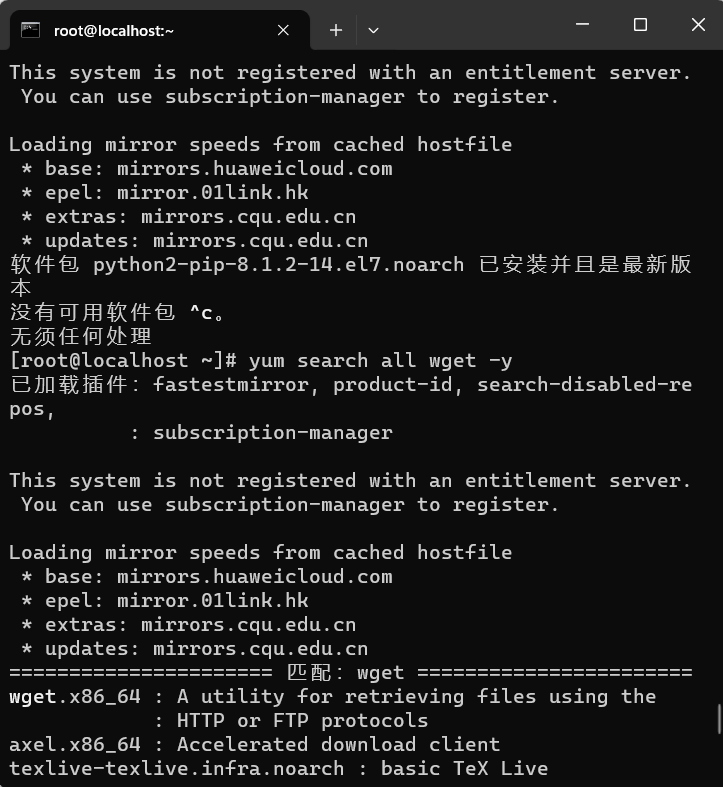 root@localhost:~
This system is not registered with an entitlement server.
 You can use subscription-manager to register.
Loading mirror speeds from cached hostfile
 * base: mirrors.huaweicloud.com
 * epel: mirror.01link.hk
 * extras: mirrors.cqu.edu.cn
 * updates: mirrors.cqu.edu.cn
软件包 python2-pip-8.1.2-14.el7.noarch 已安装并且是最新版
本
没有可用软件包 ^c。
无须任何处理
[root@localhost ~]# yum search all wget -y
已加载插件：fastestmirror, product-id, search-disabled-re
pos,
          : subscription-manager
This system is not registered with an entitlement server.
 You can use subscription-manager to register.
Loading mirror speeds from cached hostfile
 * base: mirrors.huaweicloud.com
 * epel: mirror.01link.hk
 * extras: mirrors.cqu.edu.cn
 * updates: mirrors.cqu.edu.cn
====================== 匹配：wget =======================
wget.x86_64 : A utility for retrieving files using the
            : HTTP or FTP protocols
axel.x86_64 : Accelerated download client
texlive-texlive.infra.noarch : basic TeX Live